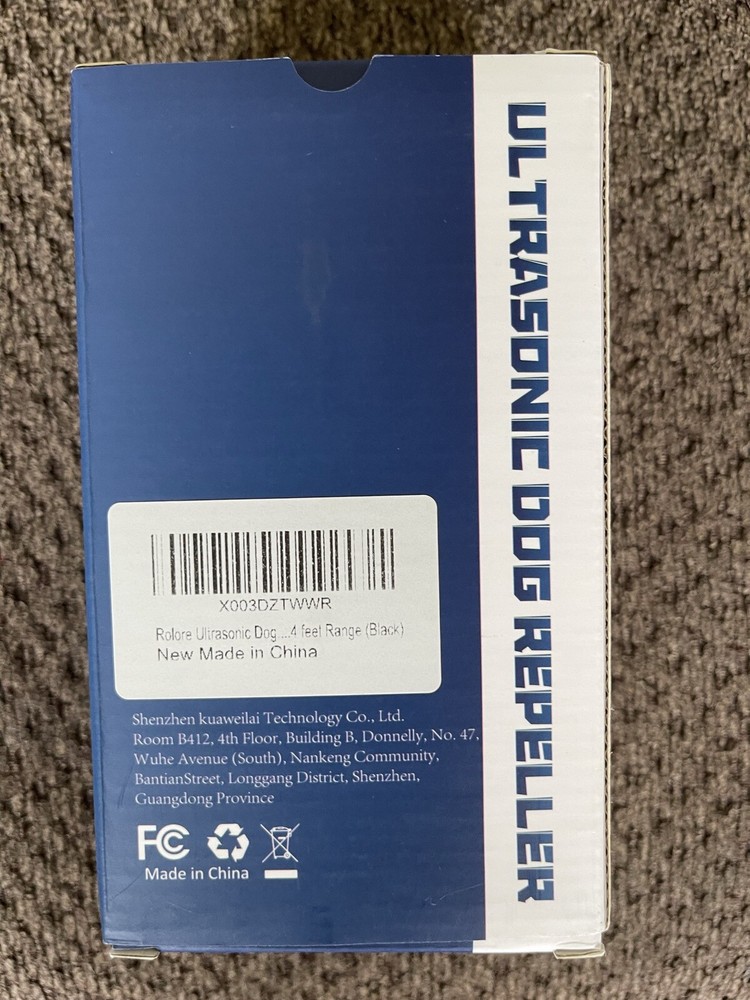 ULTRASONIC DOG REPELLER
X003DZTWWR
Rolore Ultrasonic Dog....4 feet Range (Black)
New Made in China
Shenzhen kuaweilai Technology Co., Ltd.
Room B412, 4th Floor, Building B, Donnelly, No. 47,
Wuhe Avenue (South), Nankeng Community,
BantianStreet, Longgang District, Shenzhen,
Guangdong Province
FC
Made in China